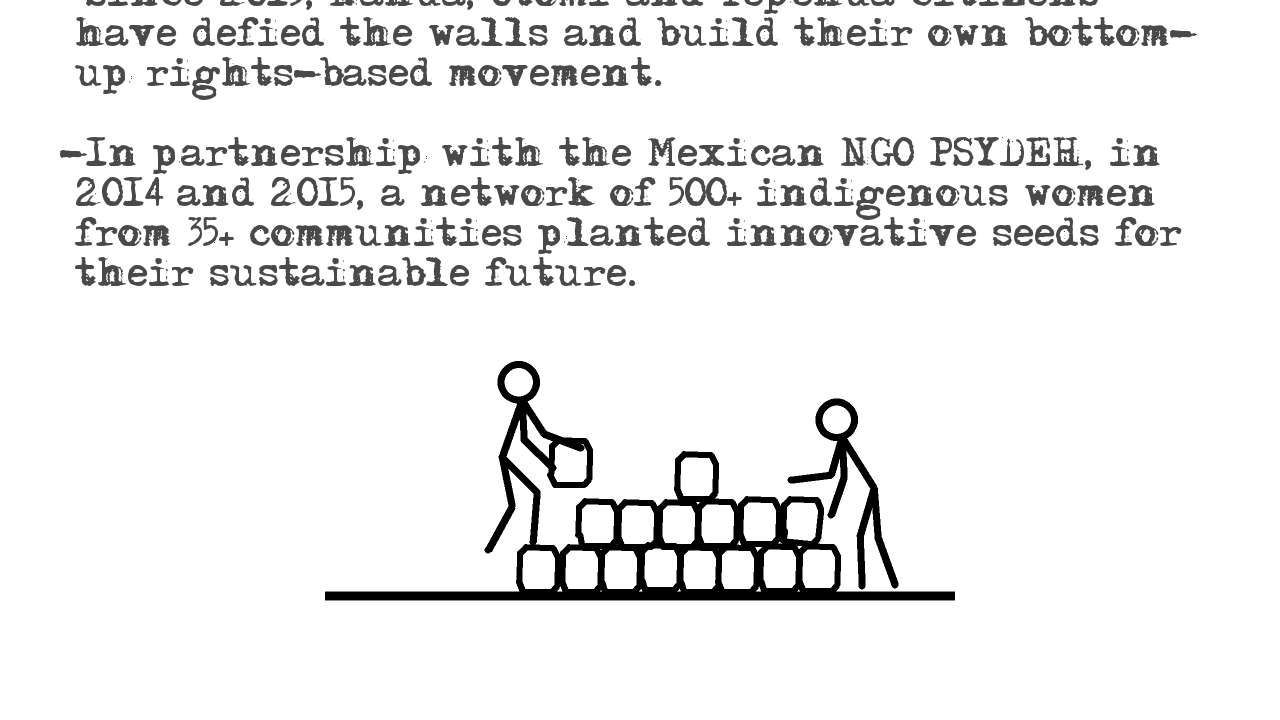 have defied the walls and build their own bottom-
up rights-based movement.
-In partnership with the Mexican NGO PSYDEH, in
2014 and 2015, a network of 500+ indigenous women
from 35+ communities planted innovative seeds for
their sustainable future.